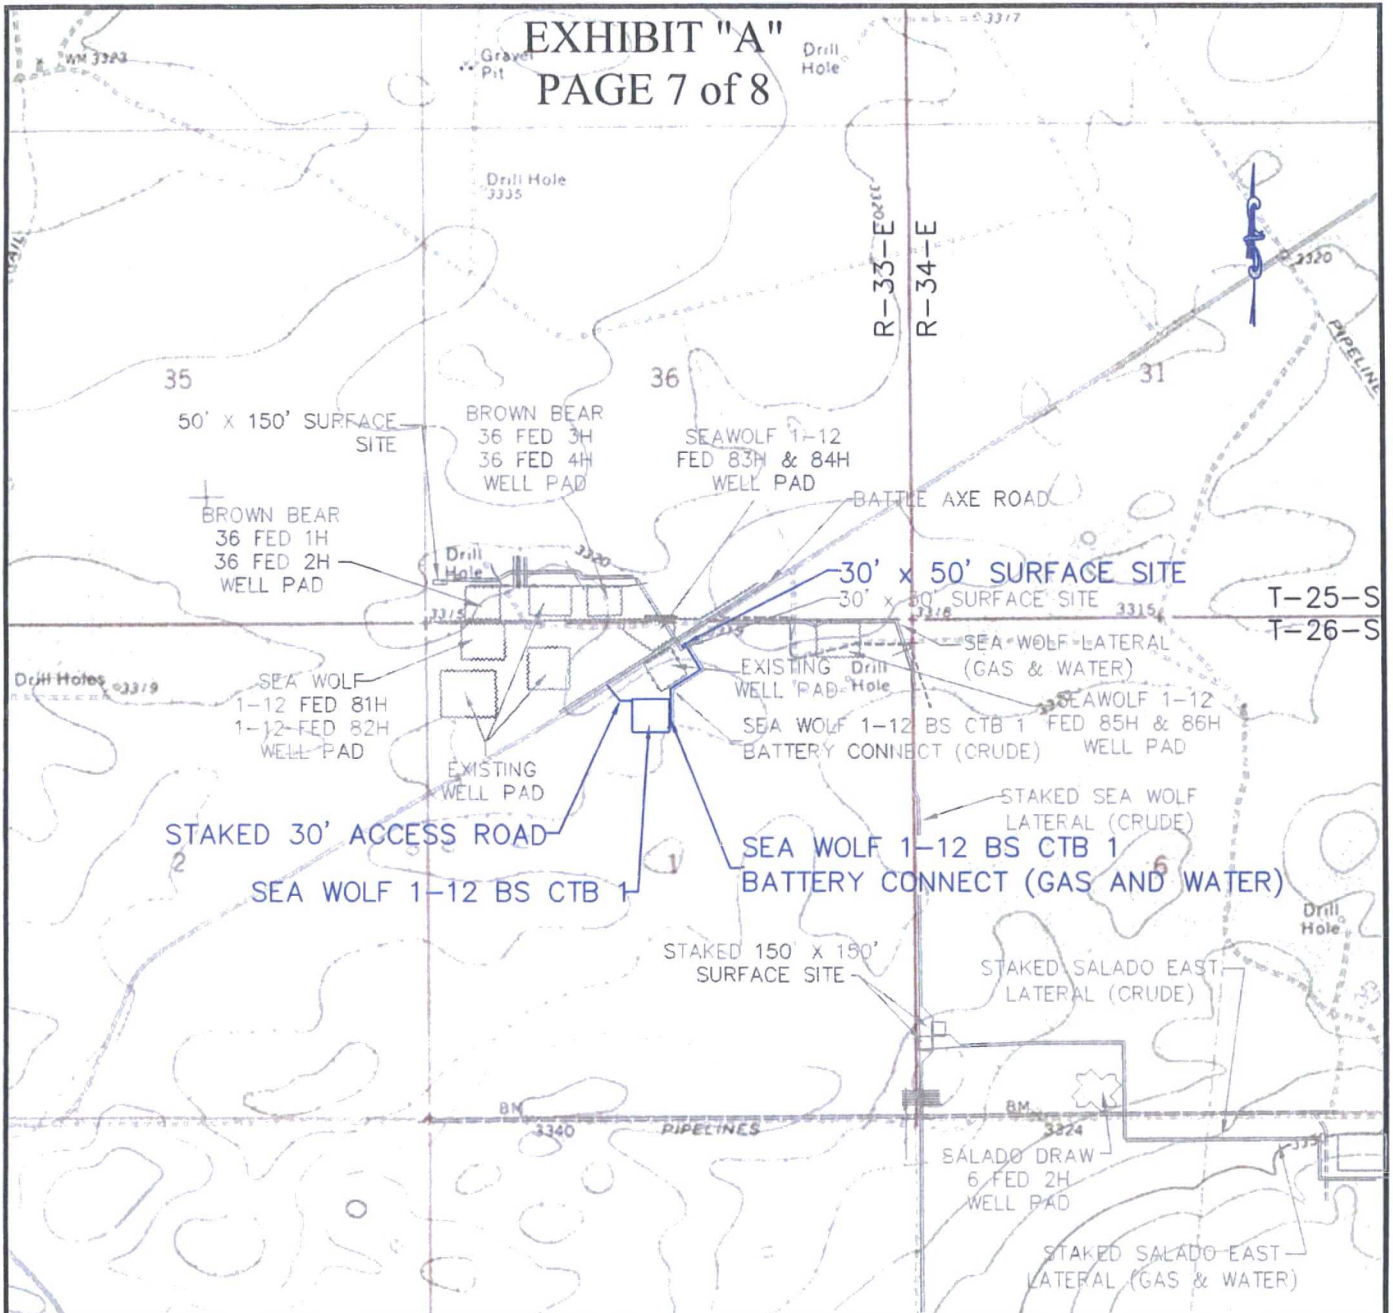 EXHIBIT "A"
PAGE 7 of 8
3317
WM 3323
Gravel
Pit
Drill
Hole
Drill Hole
3335
3320
R-33-E
R-34-E
3320
PIPELINE
35
36
31
50' X 150' SURFACE
SITE
BROWN BEAR
36 FED 3H
36 FED 4H
WELL PAD
SEAWOLF 1-12
FED 83H & 84H
WELL PAD
BATTLE AXE ROAD
BROWN BEAR
36 FED 1H
36 FED 2H
WELL PAD
Drill
Hole
3320
30' x 50' SURFACE SITE
30' x 30' SURFACE SITE
3315
3318
3315
T-25-S
T-26-S
SEA WOLF LATERAL
(GAS & WATER)
Drill Holes 3319
SEA WOLF
1-12 FED 81H
1-12 FED 82H
WELL PAD
EXISTING
WELL PAD
Drill
Hole
SEAWOLF 1-12
FED 85H & 86H
WELL PAD
SEA WOLF 1-12 BS CTB 1
BATTERY CONNECT (CRUDE)
EXISTING
WELL PAD
STAKED SEA WOLF
LATERAL (CRUDE)
STAKED 30' ACCESS ROAD
SEA WOLF 1-12 BS CTB 1
BATTERY CONNECT (GAS AND WATER)
2
1
6
SEA WOLF 1-12 BS CTB 1
Drill
Hole
STAKED 150' X 150'
SURFACE SITE
STAKED SALADO EAST
LATERAL (CRUDE)
BM
3340
PIPELINES
BM
3324
SALADO DRAW
6 FED 2H
WELL PAD
STAKED SALADO EAST
LATERAL (GAS & WATER)